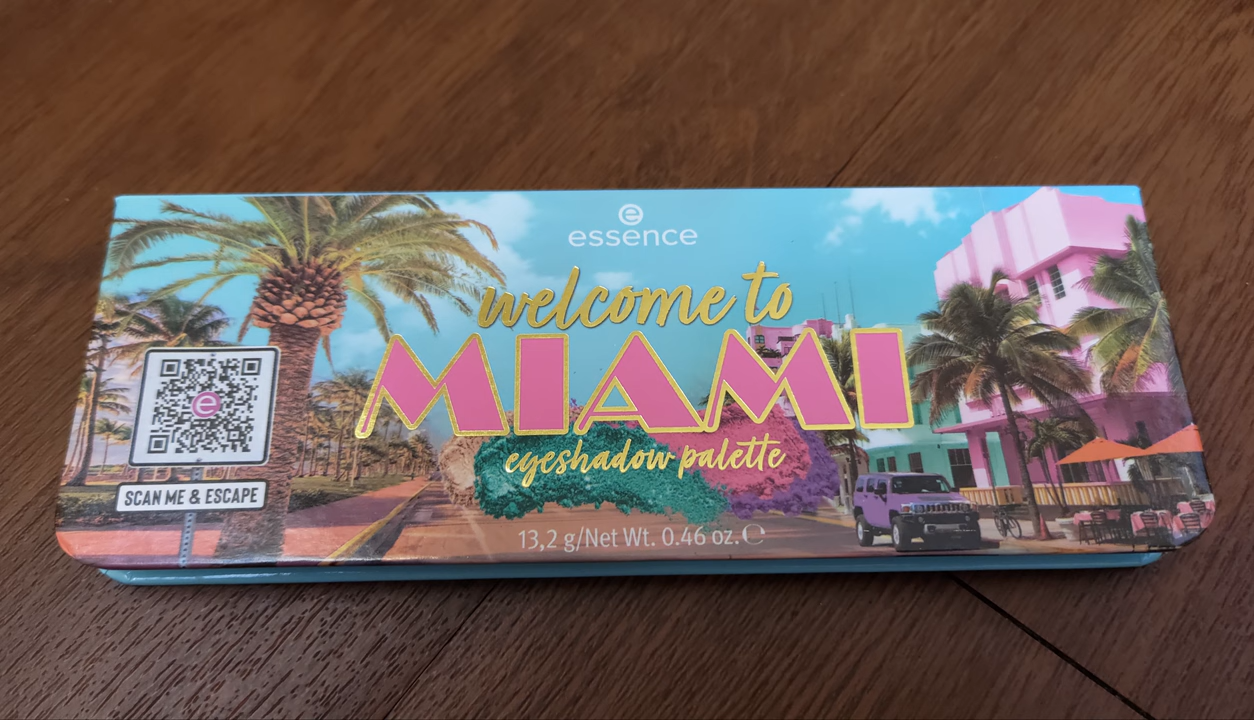 essence
welcome to
MIAMI
eyeshadow palette
13,2 g/Net Wt. 0.46 oz. ℮
SCAN ME & ESCAPE